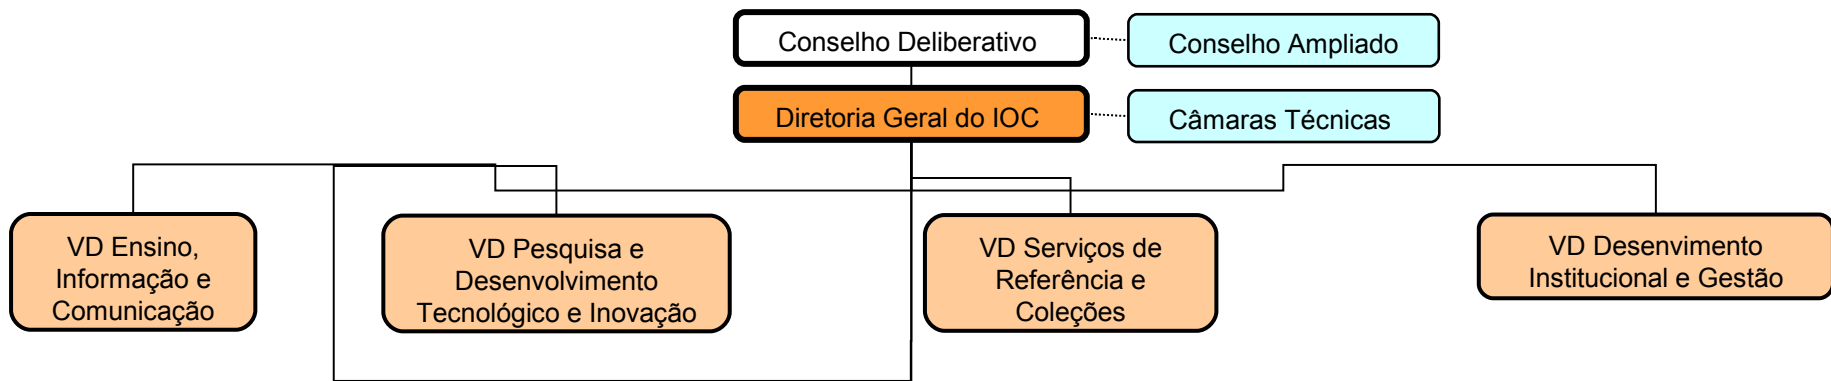 Conselho Deliberativo
Conselho Ampliado
Diretoria Geral do IOC
Câmaras Técnicas
VD Ensino,
Informação e
Comunicação
VD Pesquisa e
Desenvolvimento
Tecnológico e Inovação
VD Serviços de
Referência e
Coleções
VD Desenvimento
Institucional e Gestão